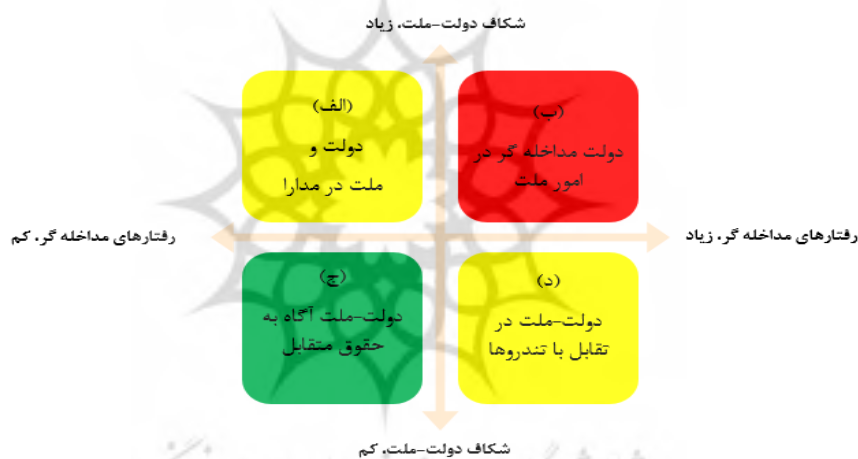 شکاف دولت-ملت، زیاد
(الف)
دولت و
ملت در مدارا
(ب)
دولت مداخله گر در
امور ملت
رفتارهای مداخله گر، زیاد
رفتارهای مداخله گر، کم
(ج)
دولت-ملت آگاه به
حقوق متقابل
(د)
دولت-ملت در
تقابل با تندروها
شکاف دولت-ملت، کم